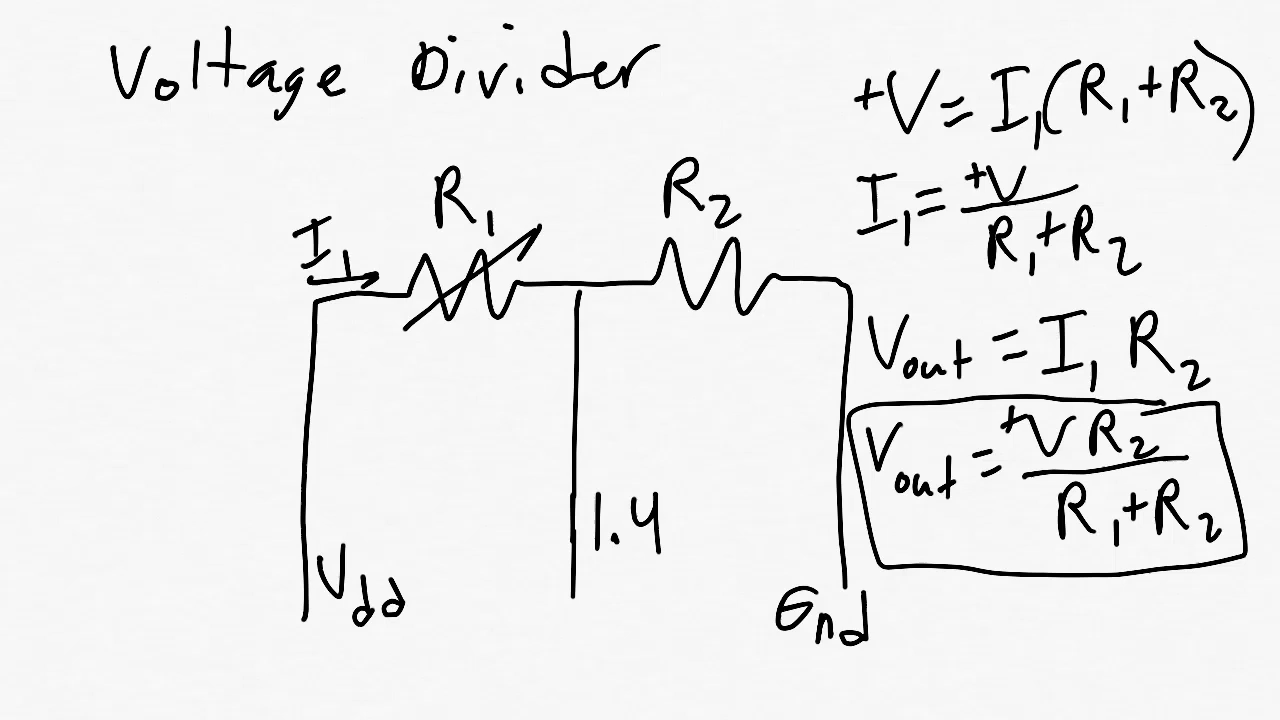 Voltage Divider
+V = I₁(R₁+R₂)
I₁ = +V / R₁+R₂
R₁
R₂
I₁
Vout = I₁ R₂
Vout = +V R₂ / R₁+R₂
1.4
Vdd
Gnd